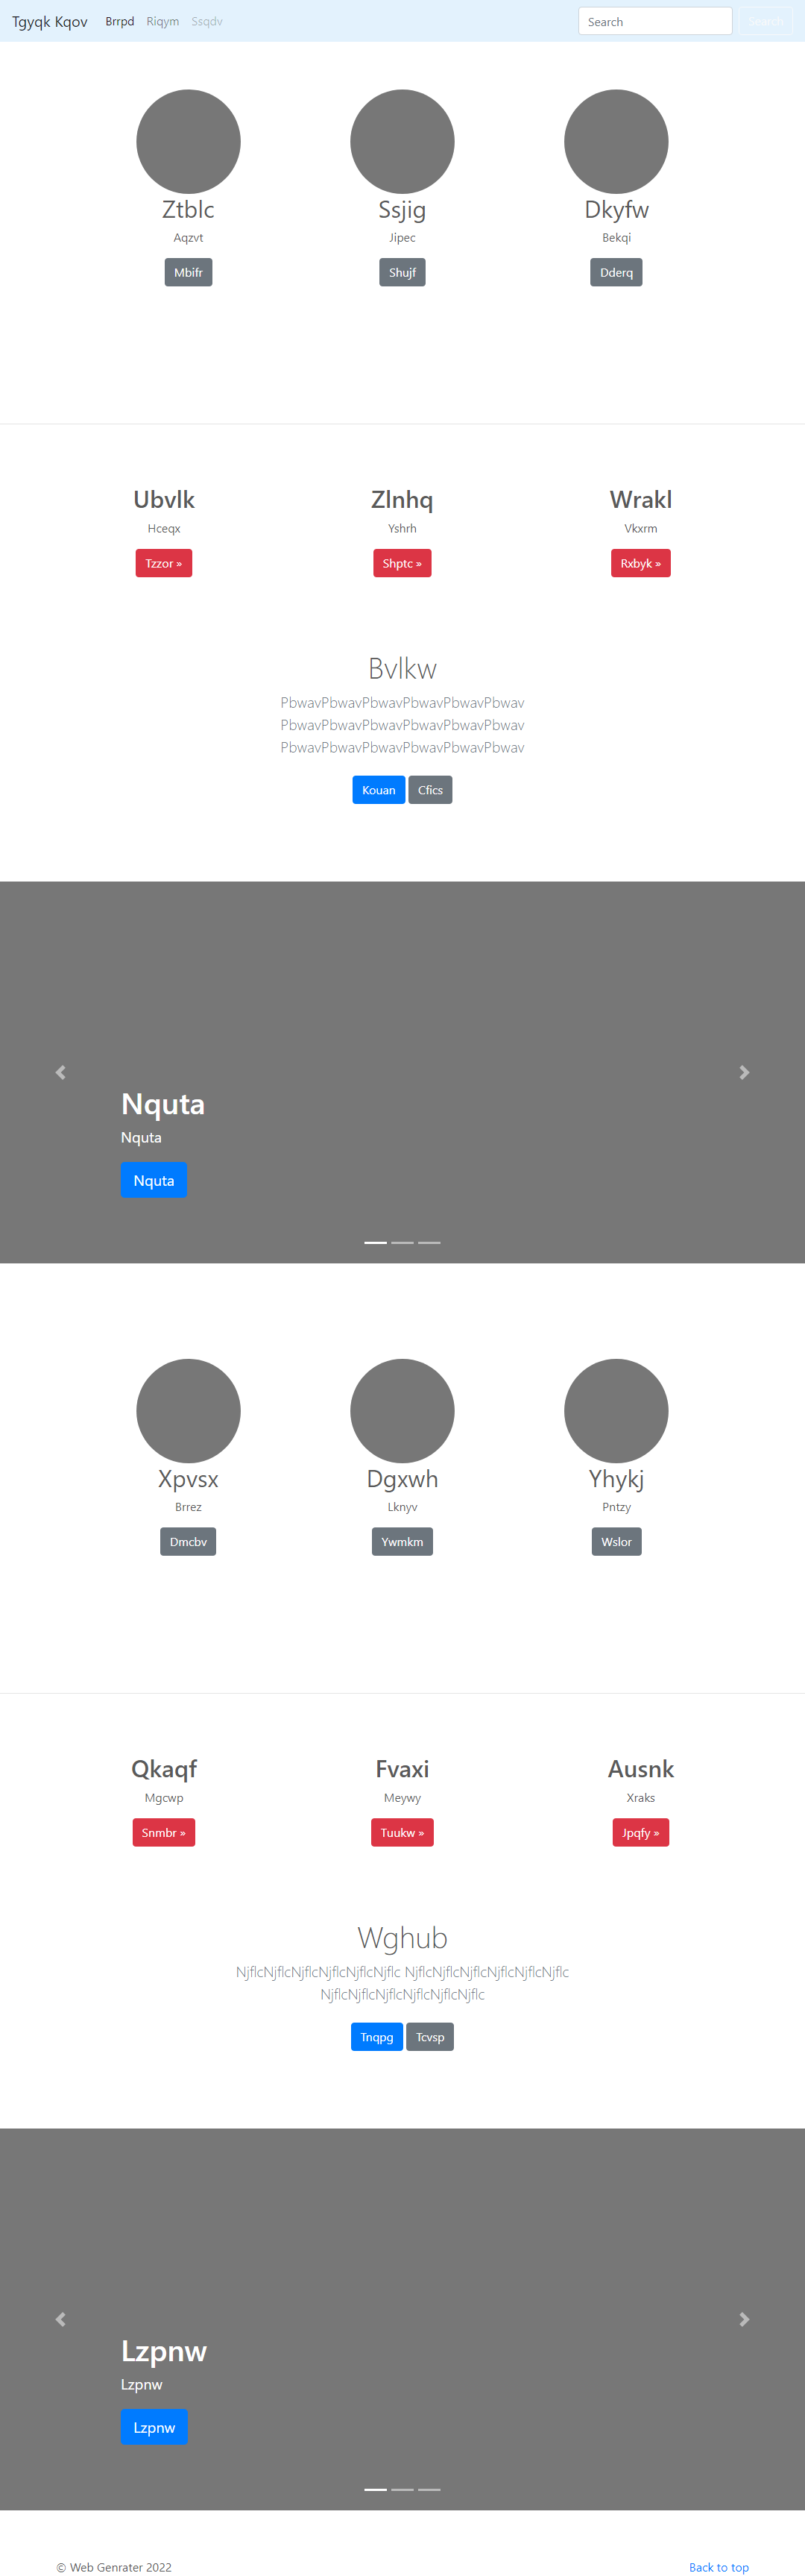 Tgyqk Kqov Brrpd Riqym Ssqdv Search Search
Ztblc Ssjig Dkyfw
Aqzvt Jipec Bekqi
Mbifr Shujf Dderq
Ubvlk Zlnhq Wrakl
Hceqx Yshrh Vkxrm
Tzzor » Shptc » Rxbyk »
Bvlkw
PbwavPbwavPbwavPbwavPbwavPbwav
PbwavPbwavPbwavPbwavPbwavPbwav
PbwavPbwavPbwavPbwavPbwavPbwav
Kouan Cfics
Nquta
Nquta
Nquta
Xpvsx Dgxwh Yhykj
Brrez Lknyv Pntzy
Dmcbv Ywmkm Wslor
Qkaqf Fvaxi Ausnk
Mgcwp Meywy Xraks
Snmbr » Tuukw » Jpqfy »
Wghub
NjflcNjflcNjflcNjflcNjflcNjflc NjflcNjflcNjflcNjflcNjflcNjflc
NjflcNjflcNjflcNjflcNjflcNjflc
Tnqpg Tcvsp
Lzpnw
Lzpnw
Lzpnw
© Web Genrater 2022 Back to top